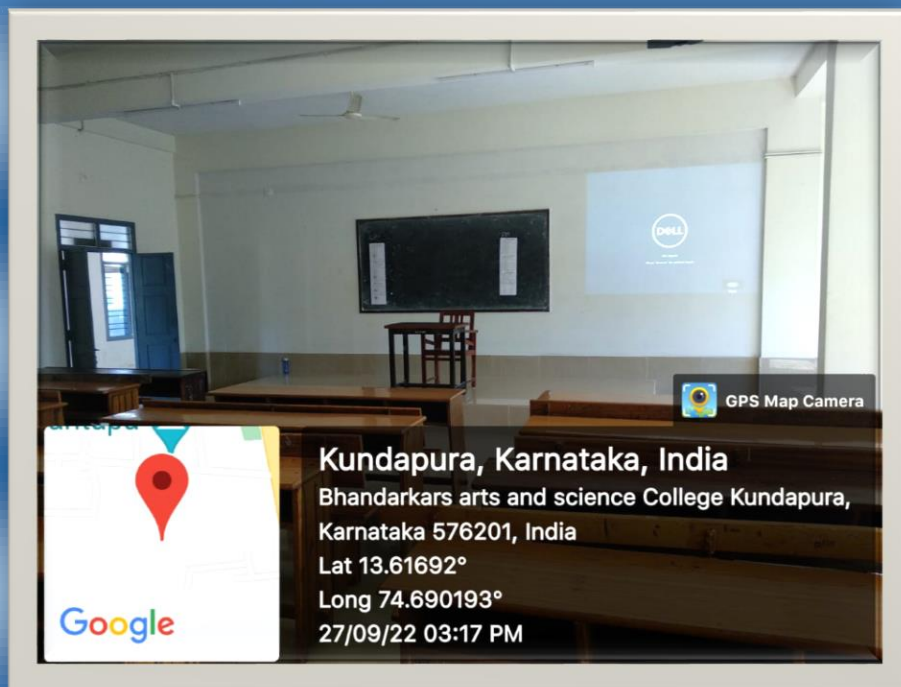 DELL
GPS Map Camera
Kundapura, Karnataka, India
Bhandarkars arts and science College Kundapura,
Karnataka 576201, India
Lat 13.61692°
Long 74.690193°
27/09/22 03:17 PM
Google